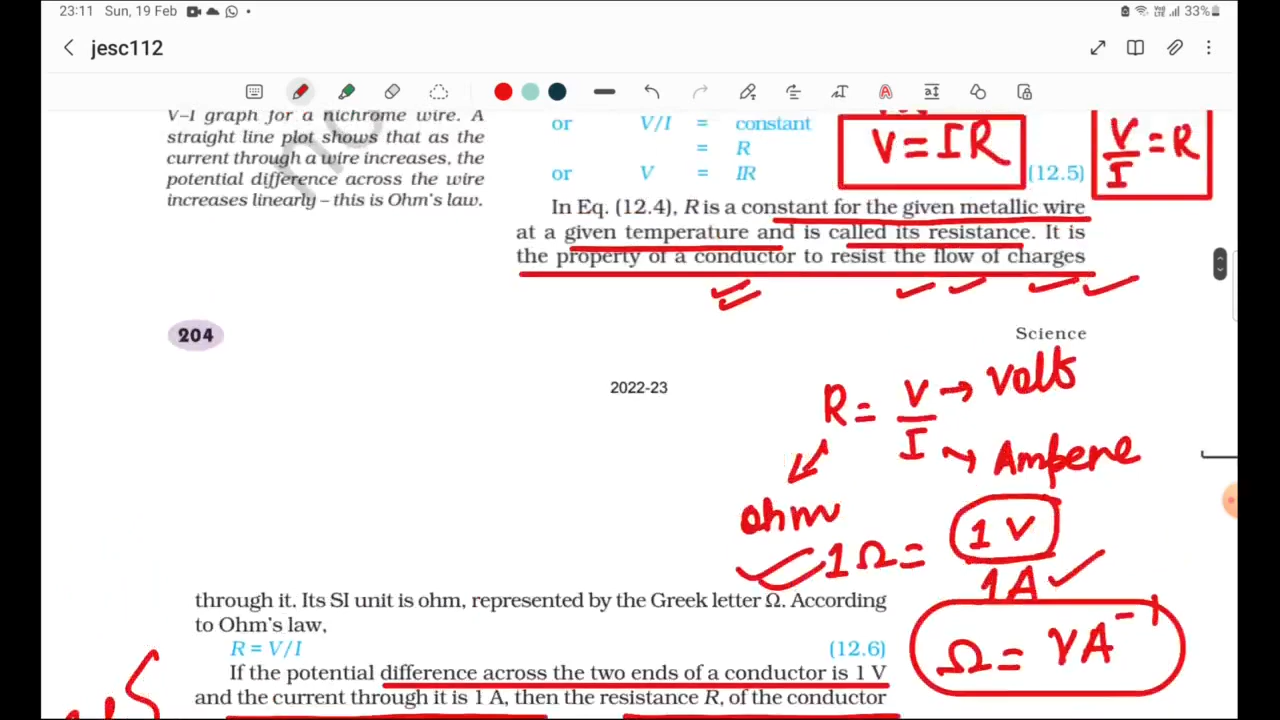 23:11 Sun, 19 Feb
33%
jesc112
V–I graph for a nichrome wire. A
straight line plot shows that as the
current through a wire increases, the
potential difference across the wire
increases linearly – this is Ohm's law.
no
or V/I = constant
= R
or V = IR (12.5)
V = IR
V/I = R
In Eq. (12.4), R is a constant for the given metallic wire
at a given temperature and is called its resistance. It is
the property of a conductor to resist the flow of charges
204
Science
2022-23
R = V/I
→ Volts
→ Ampere
ohm
1Ω = 1V/1A
Ω = VA⁻¹
through it. Its SI unit is ohm, represented by the Greek letter Ω. According
to Ohm's law,
R = V/I (12.6)
If the potential difference across the two ends of a conductor is 1 V
and the current through it is 1 A, then the resistance R, of the conductor